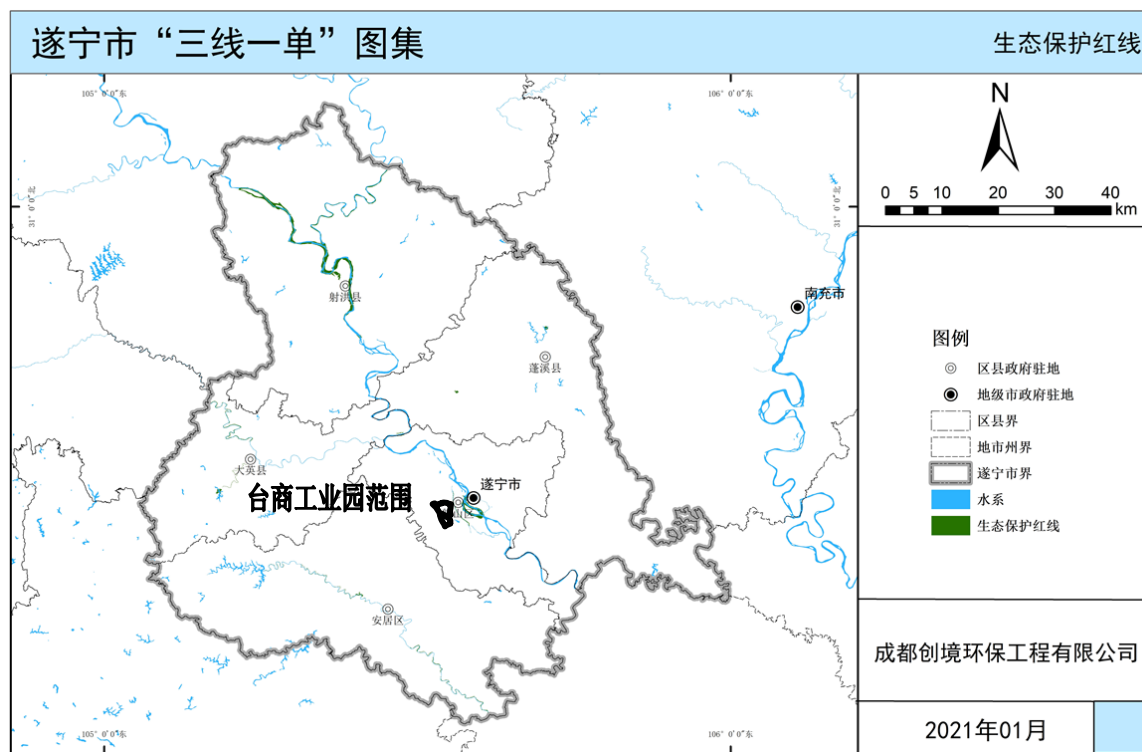 遂宁市“三线一单”图集
生态保护红线
105°0′0″东
106°0′0″东
N
0 5 10 20 30 40
km
31°0′0″北
31°0′0″北
射洪县
南充市
蓬溪县
图例
区县政府驻地
地级市政府驻地
区县界
地市州界
遂宁市界
水系
生态保护红线
大英县
台商工业园范围
遂宁市
山区
安居区
成都创境环保工程有限公司
2021年01月
105°0′0″东
106°0′0″东